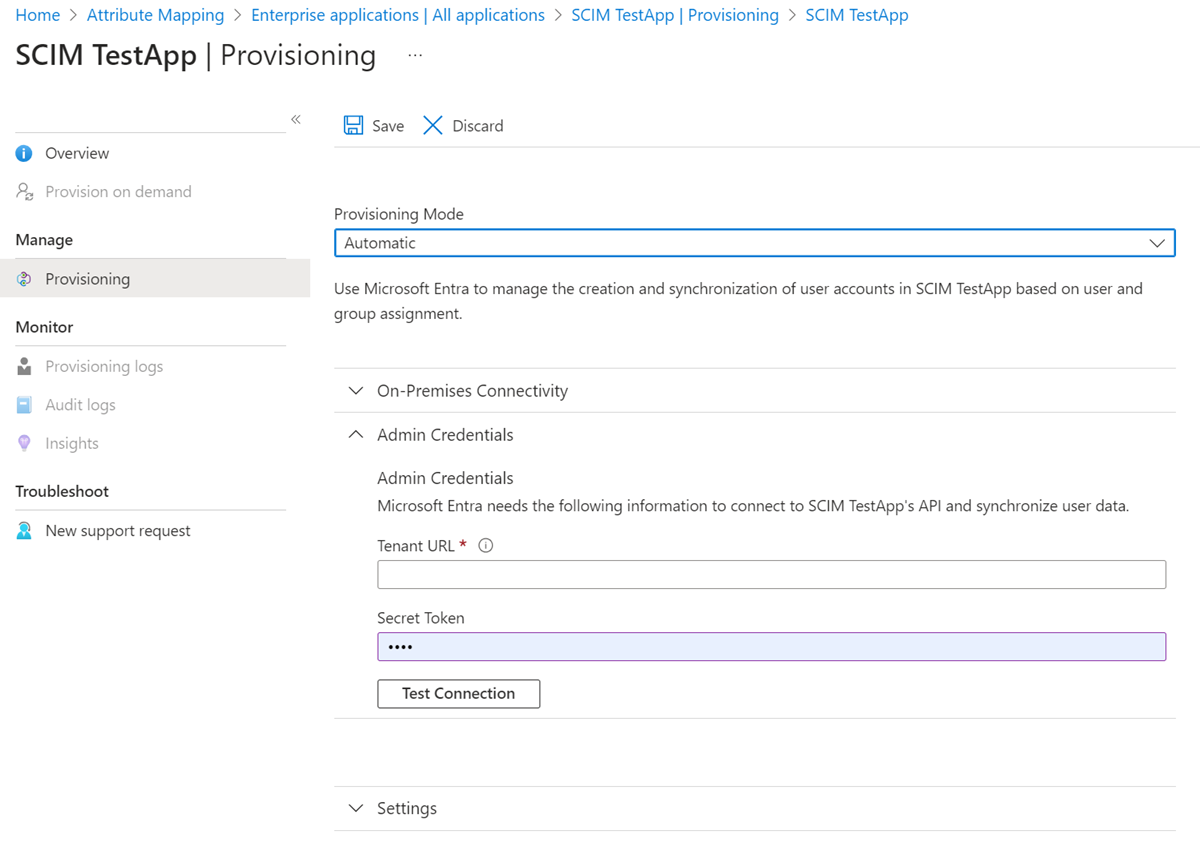 Home > Attribute Mapping > Enterprise applications | All applications > SCIM TestApp | Provisioning > SCIM TestApp
SCIM TestApp | Provisioning ...
«
Save Discard
Overview
Provision on demand
Manage
Provisioning
Monitor
Provisioning logs
Audit logs
Insights
Troubleshoot
New support request
Provisioning Mode
Automatic
Use Microsoft Entra to manage the creation and synchronization of user accounts in SCIM TestApp based on user and
group assignment.
On-Premises Connectivity
Admin Credentials
Admin Credentials
Microsoft Entra needs the following information to connect to SCIM TestApp's API and synchronize user data.
Tenant URL *
Secret Token
••••
Test Connection
Settings